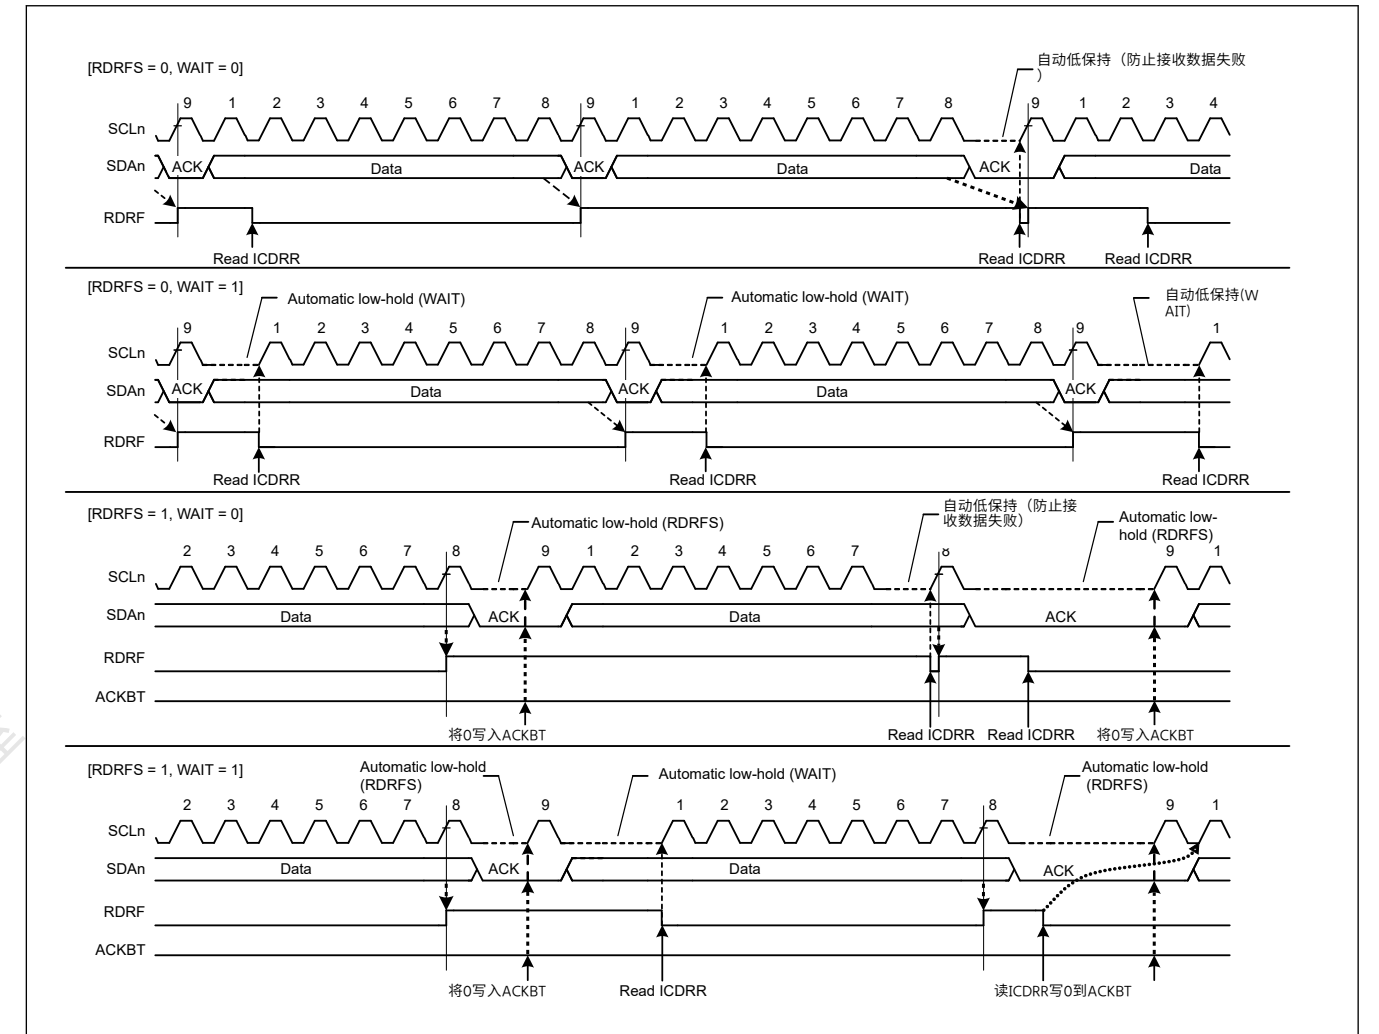 [RDRFS = 0, WAIT = 0]
自动低保持（防止接收数据失败
）
9 1 2 3 4 5 6 7 8 9 1 2 3 4 5 6 7 8 9 1 2 3 4
SCLn
SDAn ACK Data ACK Data ACK Data
RDRF
Read ICDRR Read ICDRR Read ICDRR
[RDRFS = 0, WAIT = 1]
Automatic low-hold (WAIT) Automatic low-hold (WAIT) 自动低保持(W
AIT)
9 1 2 3 4 5 6 7 8 9 1 2 3 4 5 6 7 8 9 1
SCLn
SDAn ACK Data ACK Data ACK
RDRF
Read ICDRR Read ICDRR Read ICDRR
[RDRFS = 1, WAIT = 0]
Automatic low-hold (RDRFS)
自动低保持（防止接
收数据失败）
Automatic low-
hold (RDRFS)
2 3 4 5 6 7 8 9 1 2 3 4 5 6 7 8 9 1
SCLn
SDAn Data ACK Data ACK
RDRF
ACKBT
将0写入ACKBT Read ICDRR Read ICDRR 将0写入ACKBT
[RDRFS = 1, WAIT = 1]
Automatic low-hold
(RDRFS)
Automatic low-hold (WAIT)
Automatic low-hold
(RDRFS)
2 3 4 5 6 7 8 9 1 2 3 4 5 6 7 8 9 1
SCLn
SDAn Data ACK Data ACK
RDRF
ACKBT
将0写入ACKBT Read ICDRR 读ICDRR写0到ACKBT